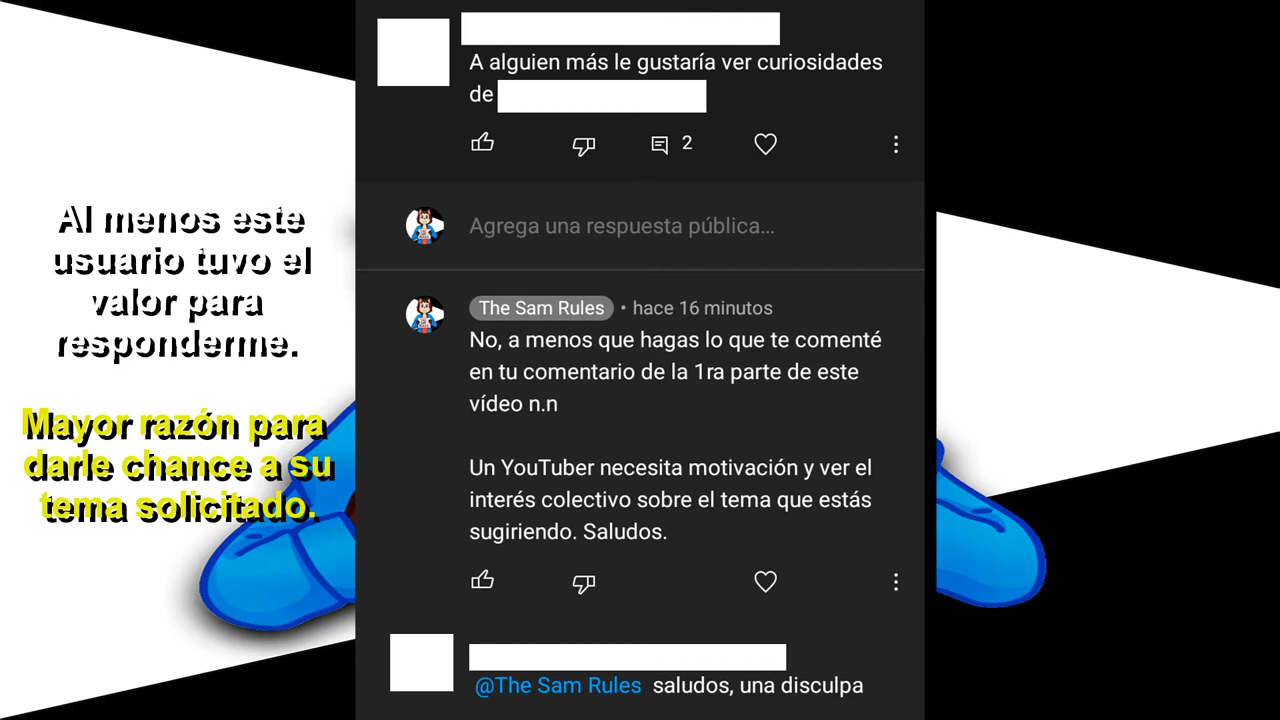 A alguien más le gustaría ver curiosidades
de
2
Agrega una respuesta pública...
The Sam Rules • hace 16 minutos
No, a menos que hagas lo que te comenté
en tu comentario de la 1ra parte de este
vídeo n.n
Un YouTuber necesita motivación y ver el
interés colectivo sobre el tema que estás
sugiriendo. Saludos.
@The Sam Rules saludos, una disculpa
Al menos este
usuario tuvo el
valor para
responderme.
Mayor razón para
darle chance a su
tema solicitado.